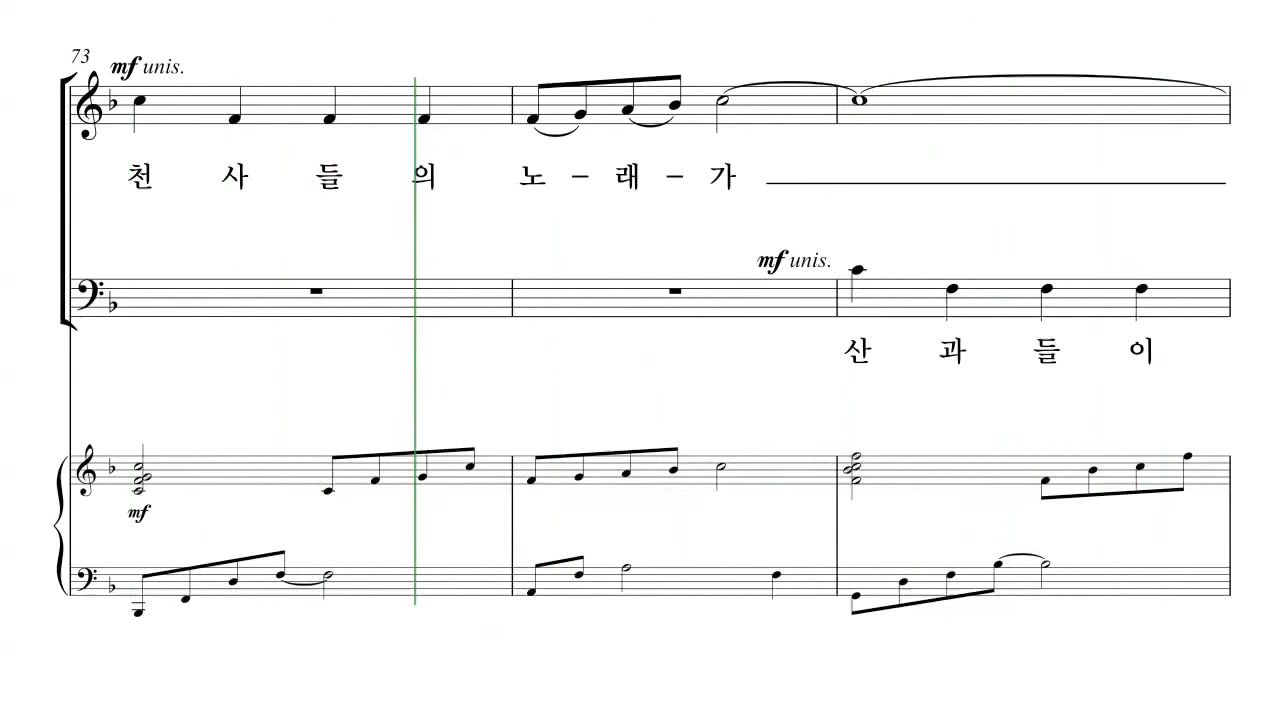 73
mf unis.
천 사 들 의 노 - 래 - 가
mf unis.
산 과 들 이
mf